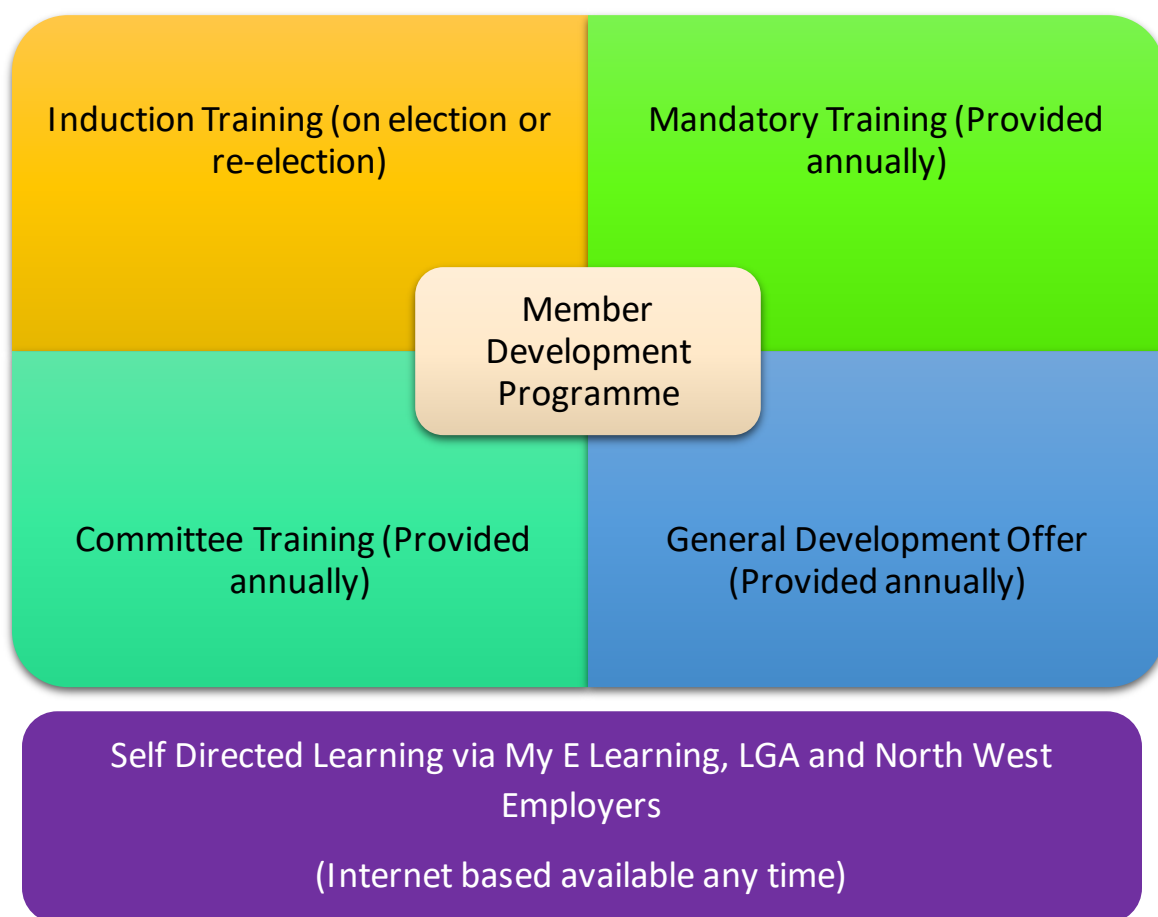 Induction Training (on election or
re-election)
Mandatory Training (Provided
annually)
Member
Development
Programme
Committee Training (Provided
annually)
General Development Offer
(Provided annually)
Self Directed Learning via My E Learning, LGA and North West
Employers
(Internet based available any time)